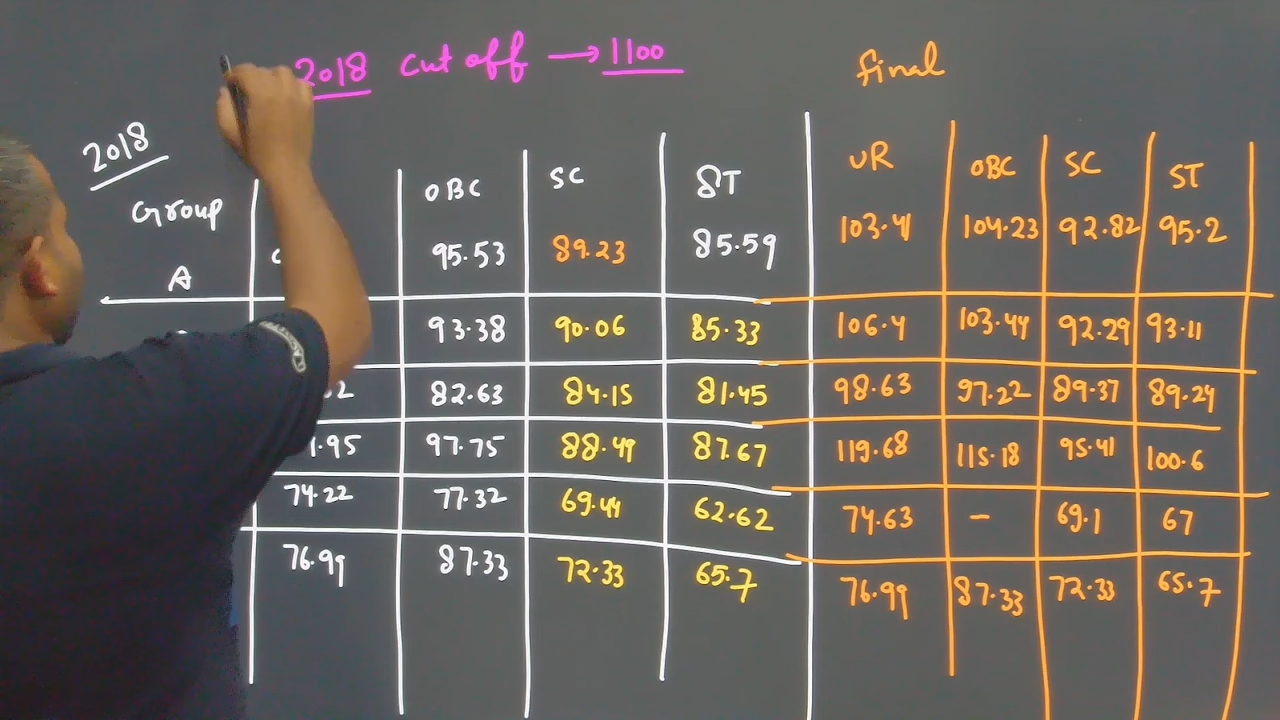 2018 cut off → 1100
final
2018
Group OBC SC ST UR OBC SC ST
A 95.53 89.23 85.59 103.41 104.23 92.82 95.2
93.38 90.06 85.33 106.4 103.44 92.29 93.11
82.63 84.15 81.45 98.63 97.22 89.37 89.24
.95 97.75 88.49 87.67 119.68 115.18 95.41 100.6
74.22 77.32 69.44 62.62 74.63 - 69.1 67
76.99 87.33 72.33 65.7 76.99 87.33 72.33 65.7